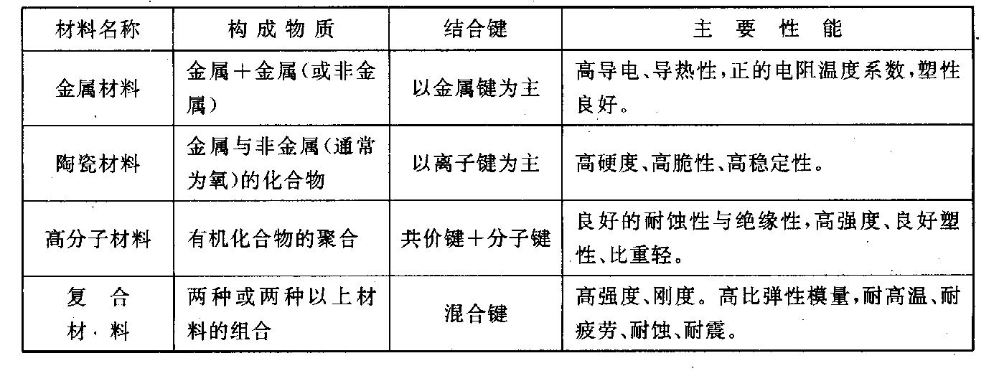 材料名称 构成物质 结合键 主要性能
金属材料
金属＋金属(或非金
属)
以金属键为主
高导电、导热性,正的电阻温度系数,塑性
良好。
陶瓷材料
金属与非金属(通常
为氧)的化合物
以离子键为主
高硬度、高脆性、高稳定性。
高分子材料
有机化合物的聚合
共价键＋分子键
良好的耐蚀性与绝缘性,高强度、良好塑
性、比重轻。
复合
材料
两种或两种以上材
料的组合
混合键
高强度、刚度。高比弹性模量,耐高温、耐
疲劳、耐蚀、耐震。